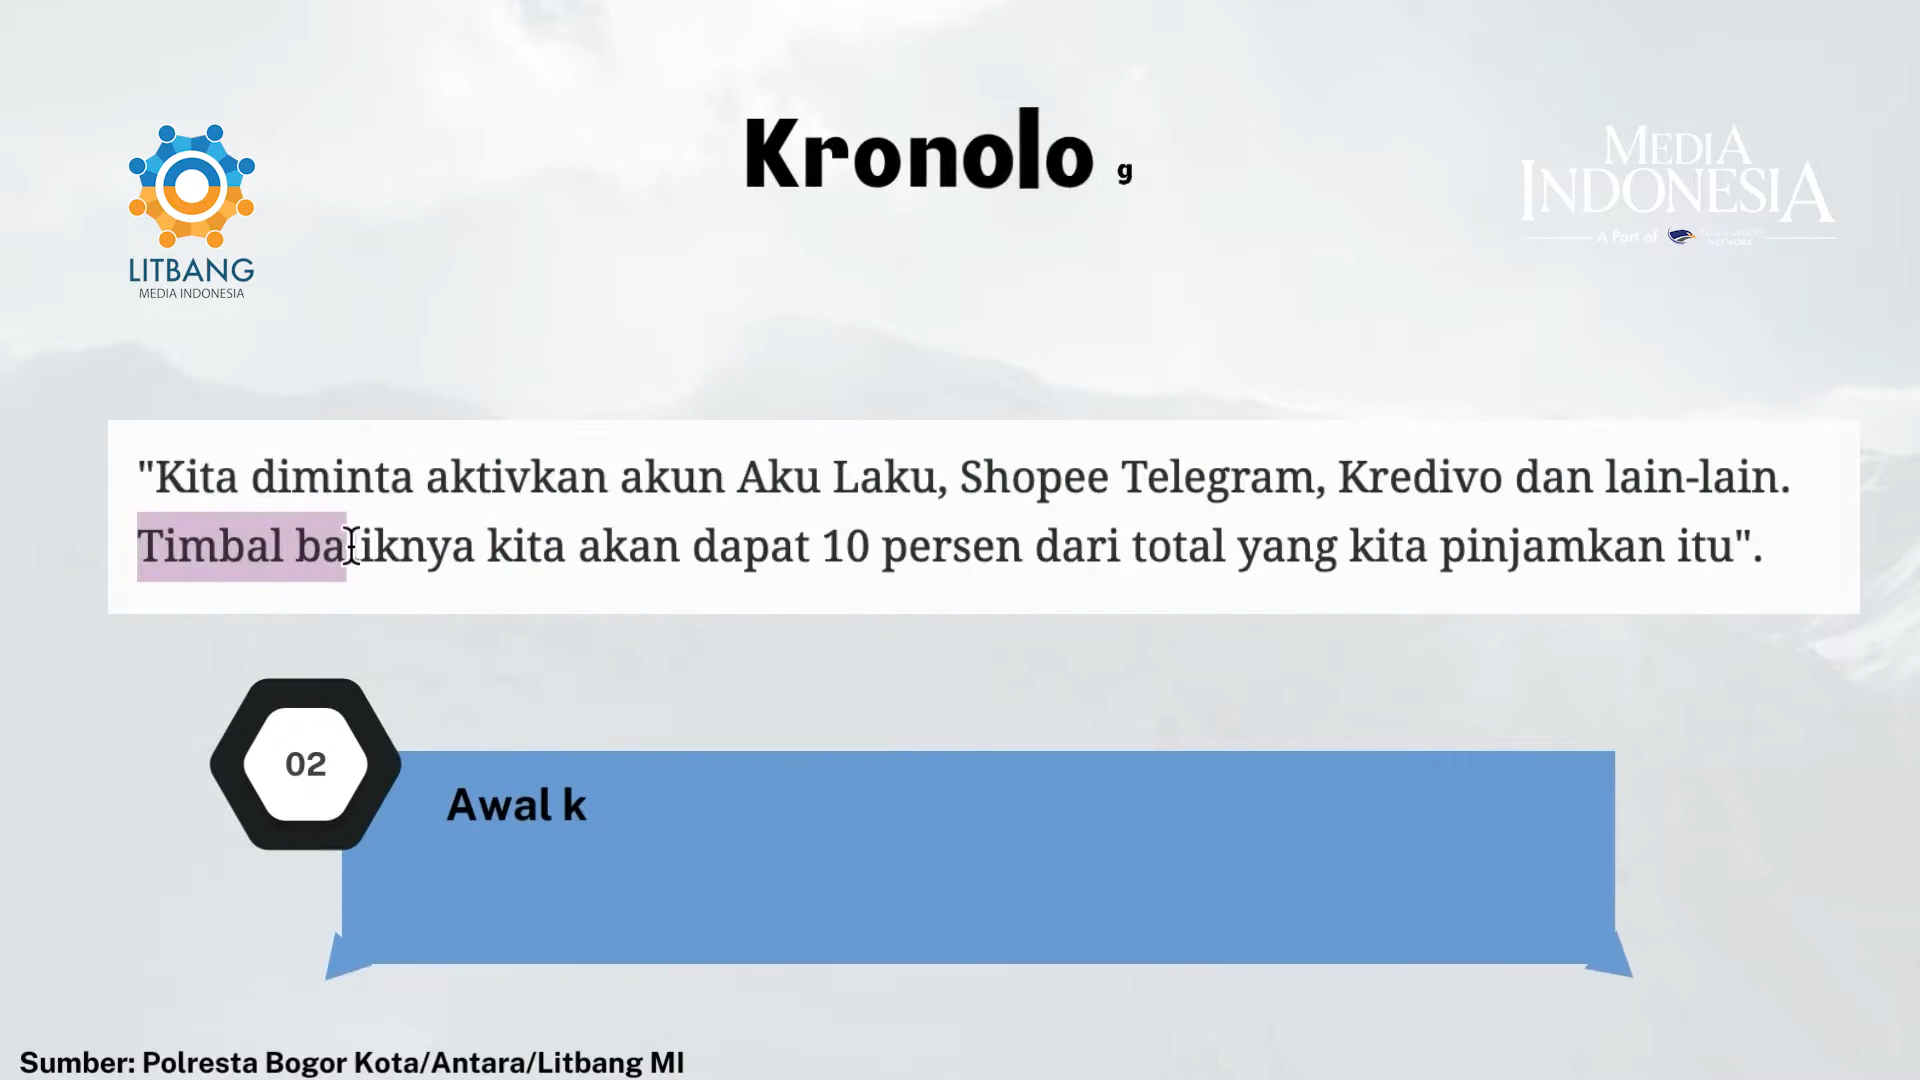 Kronolo g
LITBANG
MEDIA INDONESIA
MEDIA
INDONESIA
A Part of
NETWORK
"Kita diminta aktivkan akun Aku Laku, Shopee Telegram, Kredivo dan lain-lain.
Timbal baliknya kita akan dapat 10 persen dari total yang kita pinjamkan itu".
02
Awal k
Sumber: Polresta Bogor Kota/Antara/Litbang MI